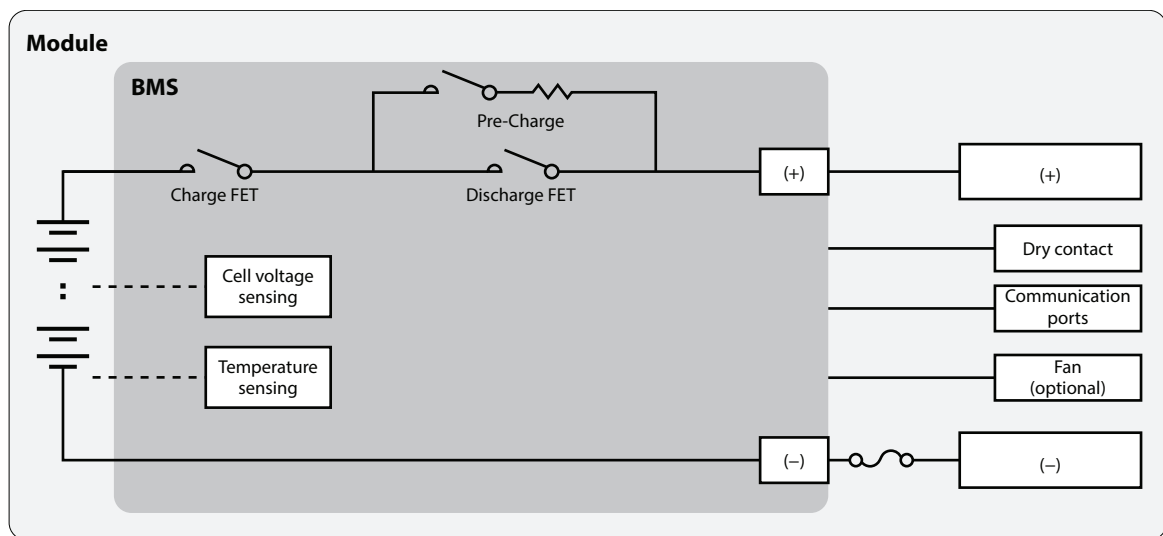 Module
BMS
Pre-Charge
Charge FET
Discharge FET
(+)
(+)
Dry contact
Cell voltage
sensing
Communication
ports
Temperature
sensing
Fan
(optional)
(−)
(−)